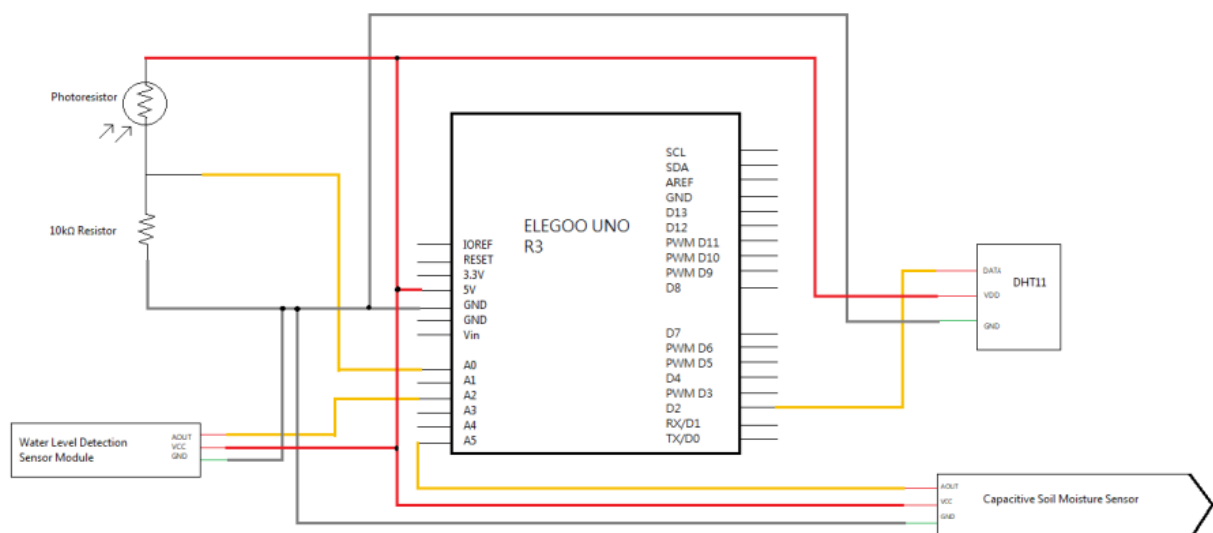 Photoresistor
10kΩ Resistor
ELEGOO UNO
R3
IOREF
RESET
3.3V
5V
GND
GND
Vin
A0
A1
A2
A3
A4
A5
SCL
SDA
AREF
GND
D13
D12
PWM D11
PWM D10
PWM D9
D8
D7
PWM D6
PWM D5
D4
PWM D3
D2
RX/D1
TX/D0
DATA
VDD
GND
DHT11
Water Level Detection
Sensor Module
AOUT
VCC
GND
AOUT
VCC
GND
Capacitive Soil Moisture Sensor